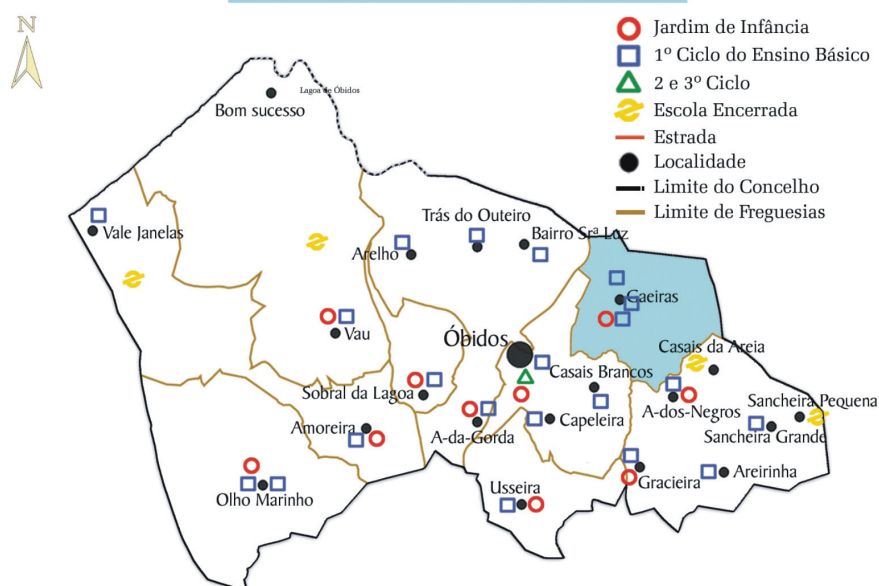 N
Jardim de Infância
1º Ciclo do Ensino Básico
2 e 3º Ciclo
Escola Encerrada
Estrada
Localidade
Limite do Concelho
Limite de Freguesias
Lagoa de Óbidos
Bom sucesso
Vale Janelas
Trás do Outeiro
Bairro Srª Luz
Arelho
Gaeiras
Vau
Óbidos
Casais da Areia
Casais Brancos
Sobral da Lagoa
Sancheira Pequena
A-dos-Negros
Capeleira
Amoreira
A-da-Gorda
Sancheira Grande
Gracieira
Areirinha
Usseira
Olho Marinho